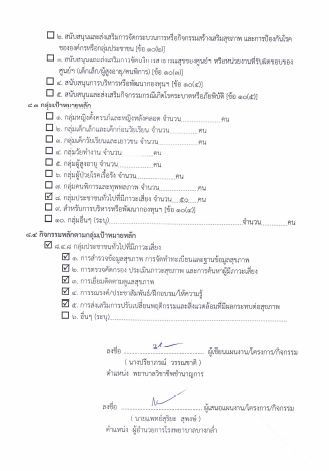 ☐ ๒. สนับสนุนและส่งเสริมการจัดกระบวนการหรือกิจกรรมสร้างเสริมสุขภาพ และการป้องกันโรค
ขององค์กรหรือกลุ่มประชาชน [ข้อ ๑๐(๒)]
☐ ๓. สนับสนุนและส่งเสริมการจัดบริการสาธารณสุขของศูนย์ฯ หรือหน่วยงานที่รับผิดชอบของ
ศูนย์ฯ (เด็กเล็ก/ผู้สูงอายุ/คนพิการ) [ข้อ ๑๐(๓)]
☐ ๔. สนับสนุนการบริหารหรือพัฒนากองทุนฯ [ข้อ ๑๐(๔)]
☐ ๕. สนับสนุนและส่งเสริมกิจกรรมกรณีเกิดโรคระบาดหรือภัยพิบัติ [ข้อ ๑๐(๕)]
๘.๓ กลุ่มเป้าหมายหลัก
☐ ๑. กลุ่มหญิงตั้งครรภ์และหญิงหลังคลอด จำนวน....................คน
☐ ๒. กลุ่มเด็กเล็กและเด็กก่อนวัยเรียน จำนวน..............คน
☐ ๓. กลุ่มเด็กวัยเรียนและเยาวชน จำนวน....................คน
☐ ๔. กลุ่มวัยทำงาน จำนวน....................คน
☐ ๕. กลุ่มผู้สูงอายุ จำนวน....................คน
☐ ๖. กลุ่มผู้ป่วยโรคเรื้อรัง จำนวน....................คน
☐ ๗. กลุ่มคนพิการและทุพพลภาพ จำนวน....................คน
☑ ๘. กลุ่มประชาชนทั่วไปที่มีภาวะเสี่ยง จำนวน....๕๐....คน
☐ ๙. สำหรับการบริหารหรือพัฒนากองทุนฯ [ข้อ ๑๐(๔)]
☐ ๑๐. กลุ่มอื่นๆ (ระบุ)............................................................จำนวน............คน
๘.๔ กิจกรรมหลักตามกลุ่มเป้าหมายหลัก
☑ ๘.๔.๘ กลุ่มประชาชนทั่วไปที่มีภาวะเสี่ยง
☑ ๑. การสำรวจข้อมูลสุขภาพ การจัดทำทะเบียนและฐานข้อมูลสุขภาพ
☑ ๒. การตรวจคัดกรอง ประเมินภาวะสุขภาพ และการค้นหาผู้มีภาวะเสี่ยง
☑ ๓. การเยี่ยมติดตามดูแลสุขภาพ
☑ ๔. การรณรงค์/ประชาสัมพันธ์/ฝึกอบรม/ให้ความรู้
☑ ๕. การส่งเสริมการปรับเปลี่ยนพฤติกรรมและสิ่งแวดล้อมที่มีผลกระทบต่อสุขภาพ
☐ ๖. อื่นๆ (ระบุ)................................................................................
ลงชื่อ ........................................ ผู้เขียนแผนงาน/โครงการ/กิจกรรม
( นางปรียาภรณ์ วรรณชาติ )
ตำแหน่ง พยาบาลวิชาชีพชำนาญการ
ลงชื่อ ........................................ ผู้เสนอแผนงาน/โครงการ/กิจกรรม
( นายแพทย์สุริยะ สุพงษ์ )
ตำแหน่ง ผู้อำนวยการโรงพยาบาลบางกล่ำ